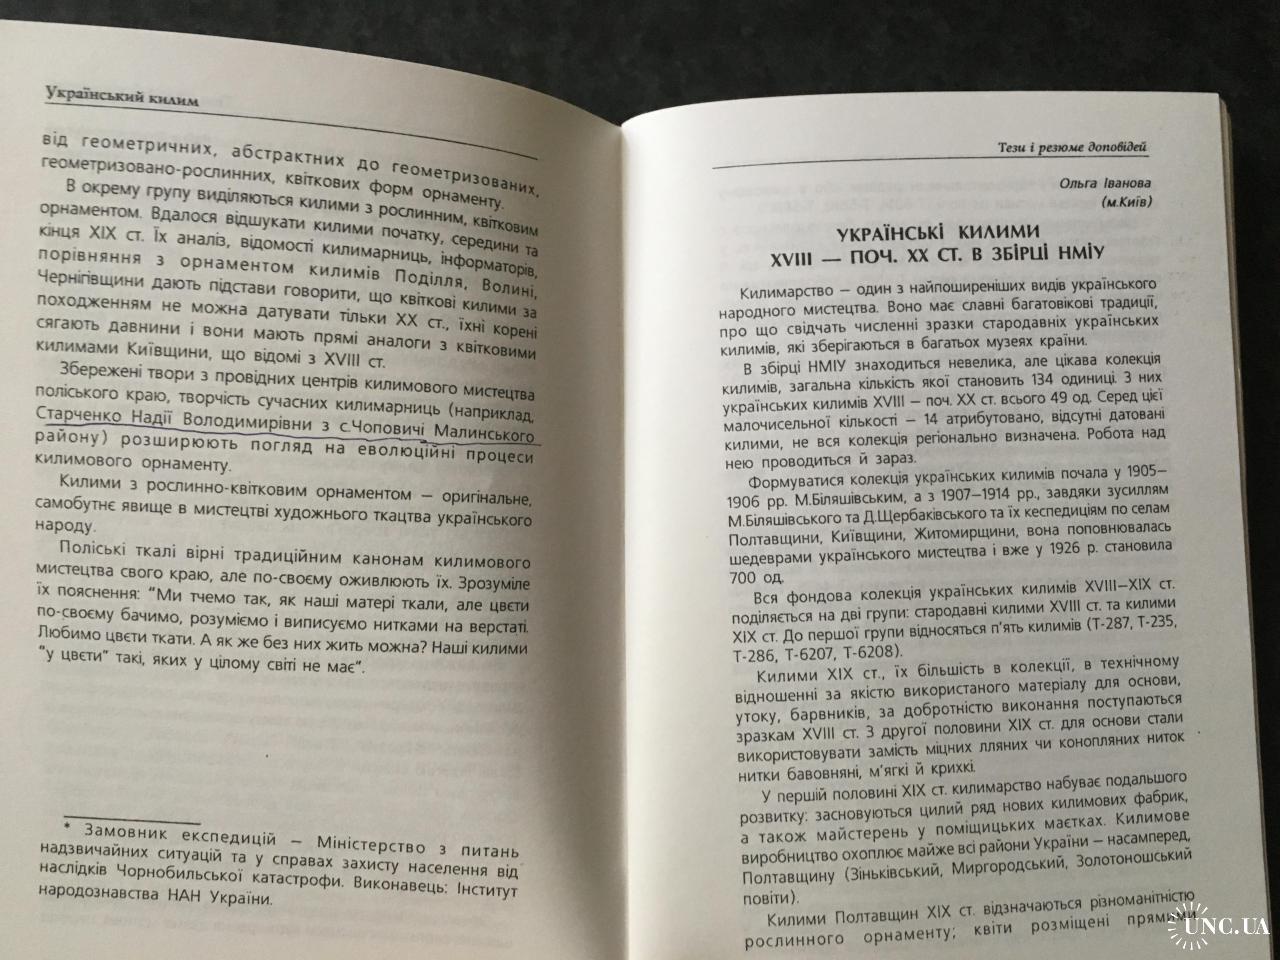 Український килим
від геометричних, абстрактних до геометризованих,
геометризовано-рослинних, квіткових форм орнаменту.
В окрему групу виділяються килими з рослинним, квітковим
орнаментом. Вдалося відшукати килими початку, середини та
кінця XIX ст. Їх аналіз, відомості килимарниць, інформаторів,
порівняння з орнаментом килимів Поділля, Волині,
Чернігівщини дають підстави говорити, що квіткові килими за
походженням не можна датувати тільки XX ст., їхні корені
сягають давнини і вони мають прямі аналоги з квітковими
килимами Київщини, що відомі з XVIII ст.
Збережені твори з провідних центрів килимового мистецтва
поліського краю, творчість сучасних килимарниць (наприклад,
Старченко Надії Володимирівни з с.Чоповичі Малинського
району) розширюють погляд на еволюційні процеси
килимового орнаменту.
Килими з рослинно-квітковим орнаментом — оригінальне,
самобутнє явище в мистецтві художнього ткацтва українського
народу.
Поліські ткалі вірні традиційним канонам килимового
мистецтва свого краю, але по-своєму оживлюють їх. Зрозуміле
їх пояснення: “Ми тчемо так, як наші матері ткали, але цвєти
по-своєму бачимо, розуміємо і виписуємо нитками на верстаті.
Любимо цвєти ткати. А як же без них жить можна? Наші килими
“у цвєти” такі, яких у цілому світі не має”.
* Замовник експедицій — Міністерство з питань
надзвичайних ситуацій та у справах захисту населення від
наслідків Чорнобильської катастрофи. Виконавець: Інститут
народознавства НАН України.
Тези і резюме доповідей
Ольга Іванова
(м.Київ)
УКРАЇНСЬКІ КИЛИМИ
XVIII — ПОЧ. XX СТ. В ЗБІРЦІ НМІУ
Килимарство — один з найпоширеніших видів українського
народного мистецтва. Воно має славні багатовікові традиції,
про що свідчать численні зразки стародавніх українських
килимів, які зберігаються в багатьох музеях країни.
В збірці НМІУ знаходиться невелика, але цікава колекція
килимів, загальна кількість якої становить 134 одиниці. З них
українських килимів XVIII — поч. XX ст. всього 49 од. Серед цієї
малочисельної кількості — 14 атрибутовано, відсутні датовані
килими, не вся колекція регіонально визначена. Робота над
нею проводиться й зараз.
Формуватися колекція українських килимів почала у 1905—
1906 рр. М.Біляшівським, а з 1907—1914 рр., завдяки зусиллям
М.Біляшівського та Д.Щербаківського та їх кеспедиціям по селам
Полтавщини, Київщини, Житомирщини, вона поповнювалась
шедеврами українського мистецтва і вже у 1926 р. становила
700 од.
Вся фондова колекція українських килимів XVIII—XIX ст.
поділяється на дві групи: стародавні килими XVIII ст. та килими
XIX ст. До першої групи відносяться п’ять килимів (Т-287, Т-235,
Т-286, Т-6207, Т-6208).
Килими XIX ст., їх більшість в колекції, в технічному
відношенні за якістю використаного матеріалу для основи,
утоку, барвників, за добротністю виконання поступаються
зразкам XVIII ст. З другої половини XIX ст. для основи стали
використовувати замість міцних лляних чи конопляних ниток
нитки бавовняні, м’які й крихкі.
У першій половині XIX ст. килимарство набуває подальшого
розвитку: засновуються цилий ряд нових килимових фабрик,
а також майстерень у поміщицьких маєтках. Килимове
виробництво охоплює майже всі райони України — насамперед,
Полтавщину (Зіньківський, Миргородський, Золотоношський
повіти).
Килими Полтавщин XIX ст. відзначаються різноманітністю
рослинного орнаменту; квіти розміщені прямими
UNC.UA